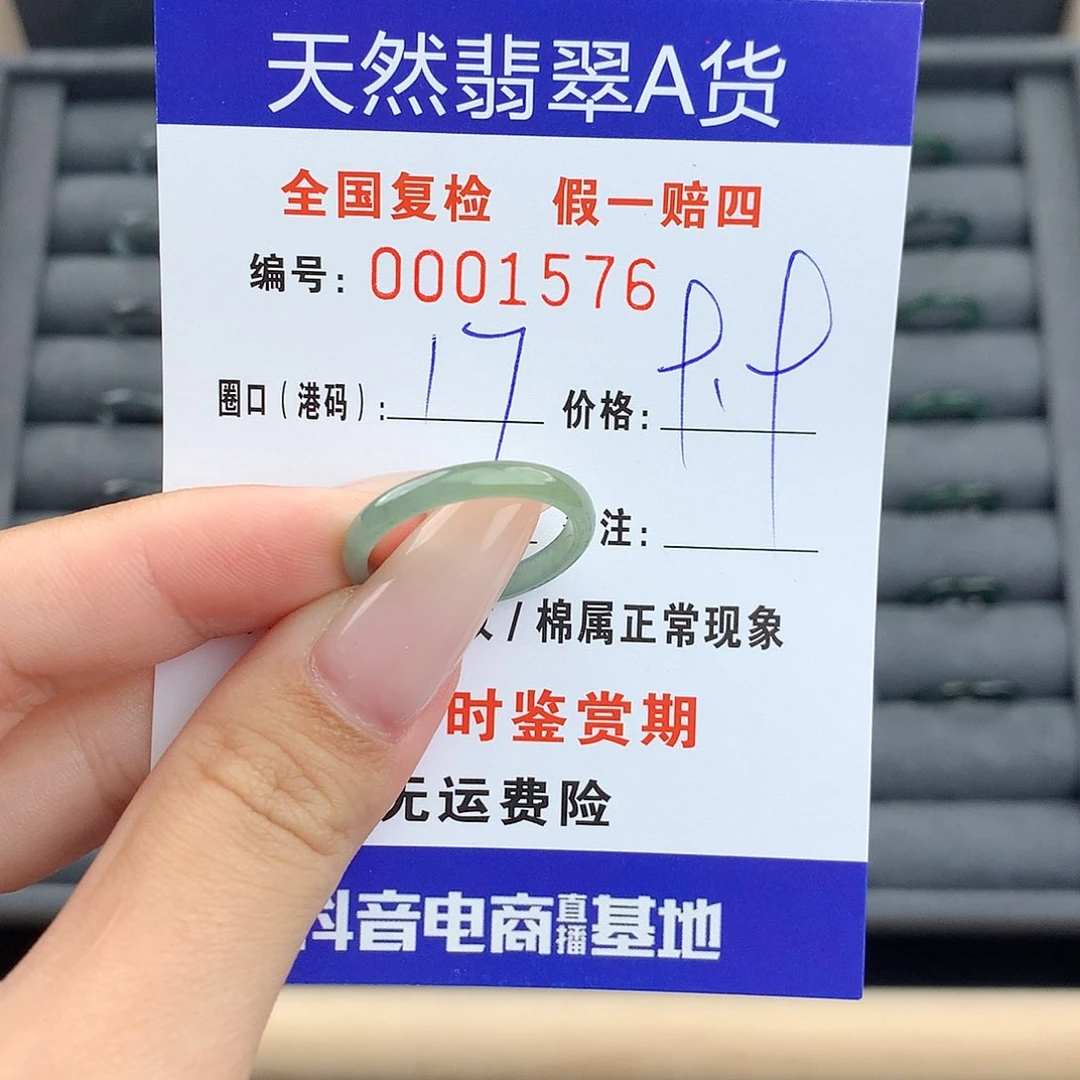 天然翡翠A货
全国复检 假一赔四
编号：0001576
圈口（港码）：17 价格：
注：
/棉属正常现象
时鉴赏期
无运费险
抖音电商直播基地